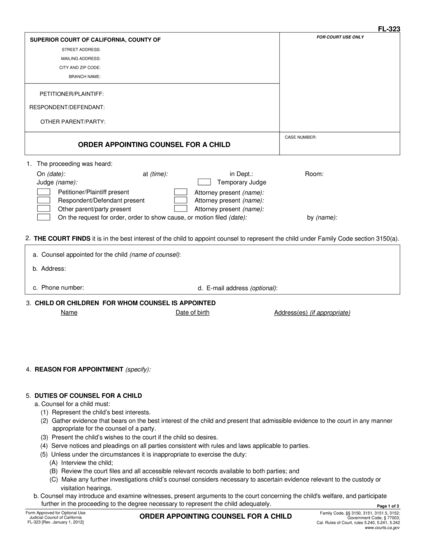 FL-323
SUPERIOR COURT OF CALIFORNIA, COUNTY OF
FOR COURT USE ONLY
STREET ADDRESS:
MAILING ADDRESS:
CITY AND ZIP CODE:
BRANCH NAME:
PETITIONER/PLAINTIFF:
RESPONDENT/DEFENDANT:
OTHER PARENT/PARTY:
ORDER APPOINTING COUNSEL FOR A CHILD
CASE NUMBER:
1. The proceeding was heard:
On (date): at (time): in Dept.: Room:
Judge (name): Temporary Judge
Petitioner/Plaintiff present Attorney present (name):
Respondent/Defendant present Attorney present (name):
Other parent/party present Attorney present (name):
On the request for order, order to show cause, or motion filed (date): by (name):
2. THE COURT FINDS it is in the best interest of the child to appoint counsel to represent the child under Family Code section 3150(a).
a. Counsel appointed for the child (name of counsel):
b. Address:
c. Phone number: d. E-mail address (optional):
3. CHILD OR CHILDREN FOR WHOM COUNSEL IS APPOINTED
Name Date of birth Address(es) (if appropriate)
4. REASON FOR APPOINTMENT (specify):
5. DUTIES OF COUNSEL FOR A CHILD
a. Counsel for a child must:
(1) Represent the child's best interests.
(2) Gather evidence that bears on the best interest of the child and present that admissible evidence to the court in any manner
appropriate for the counsel of a party.
(3) Present the child's wishes to the court if the child so desires.
(4) Serve notices and pleadings on all parties consistent with rules and laws applicable to parties.
(5) Unless under the circumstances it is inappropriate to exercise the duty:
(A) Interview the child;
(B) Review the court files and all accessible relevant records available to both parties; and
(C) Make any further investigations child's counsel considers necessary to ascertain evidence relevant to the custody or
visitation hearings.
b. Counsel may introduce and examine witnesses, present arguments to the court concerning the child's welfare, and participate
further in the proceeding to the degree necessary to represent the child adequately.
Page 1 of 3
Form Approved for Optional Use
Judicial Council of California
FL-323 [Rev. January 1, 2012]
ORDER APPOINTING COUNSEL FOR A CHILD
Family Code, §§ 3150, 3151, 3151.5, 3152;
Government Code, § 77003;
Cal. Rules of Court, rules 5.240, 5.241, 5.242
www.courts.ca.gov